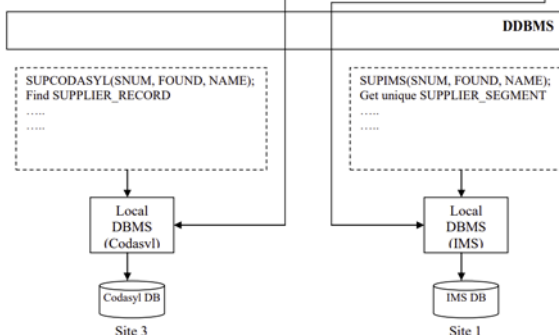 DDBMS
SUPCODASYL(SNUM, FOUND, NAME);
Find SUPPLIER_RECORD
…..
…..
SUPIMS(SNUM, FOUND, NAME);
Get unique SUPPLIER_SEGMENT
…..
…..
Local
DBMS
(Codasyl)
Local
DBMS
(IMS)
Codasyl DB
IMS DB
Site 3
Site 1